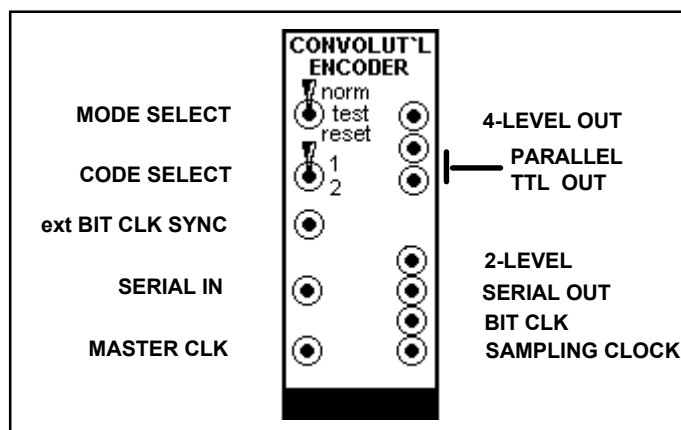 CONVOLUT`L
ENCODER
norm
MODE SELECT
test
reset
4-LEVEL OUT
CODE SELECT
1
2
PARALLEL
TTL OUT
ext BIT CLK SYNC
2-LEVEL
SERIAL IN
SERIAL OUT
BIT CLK
MASTER CLK
SAMPLING CLOCK